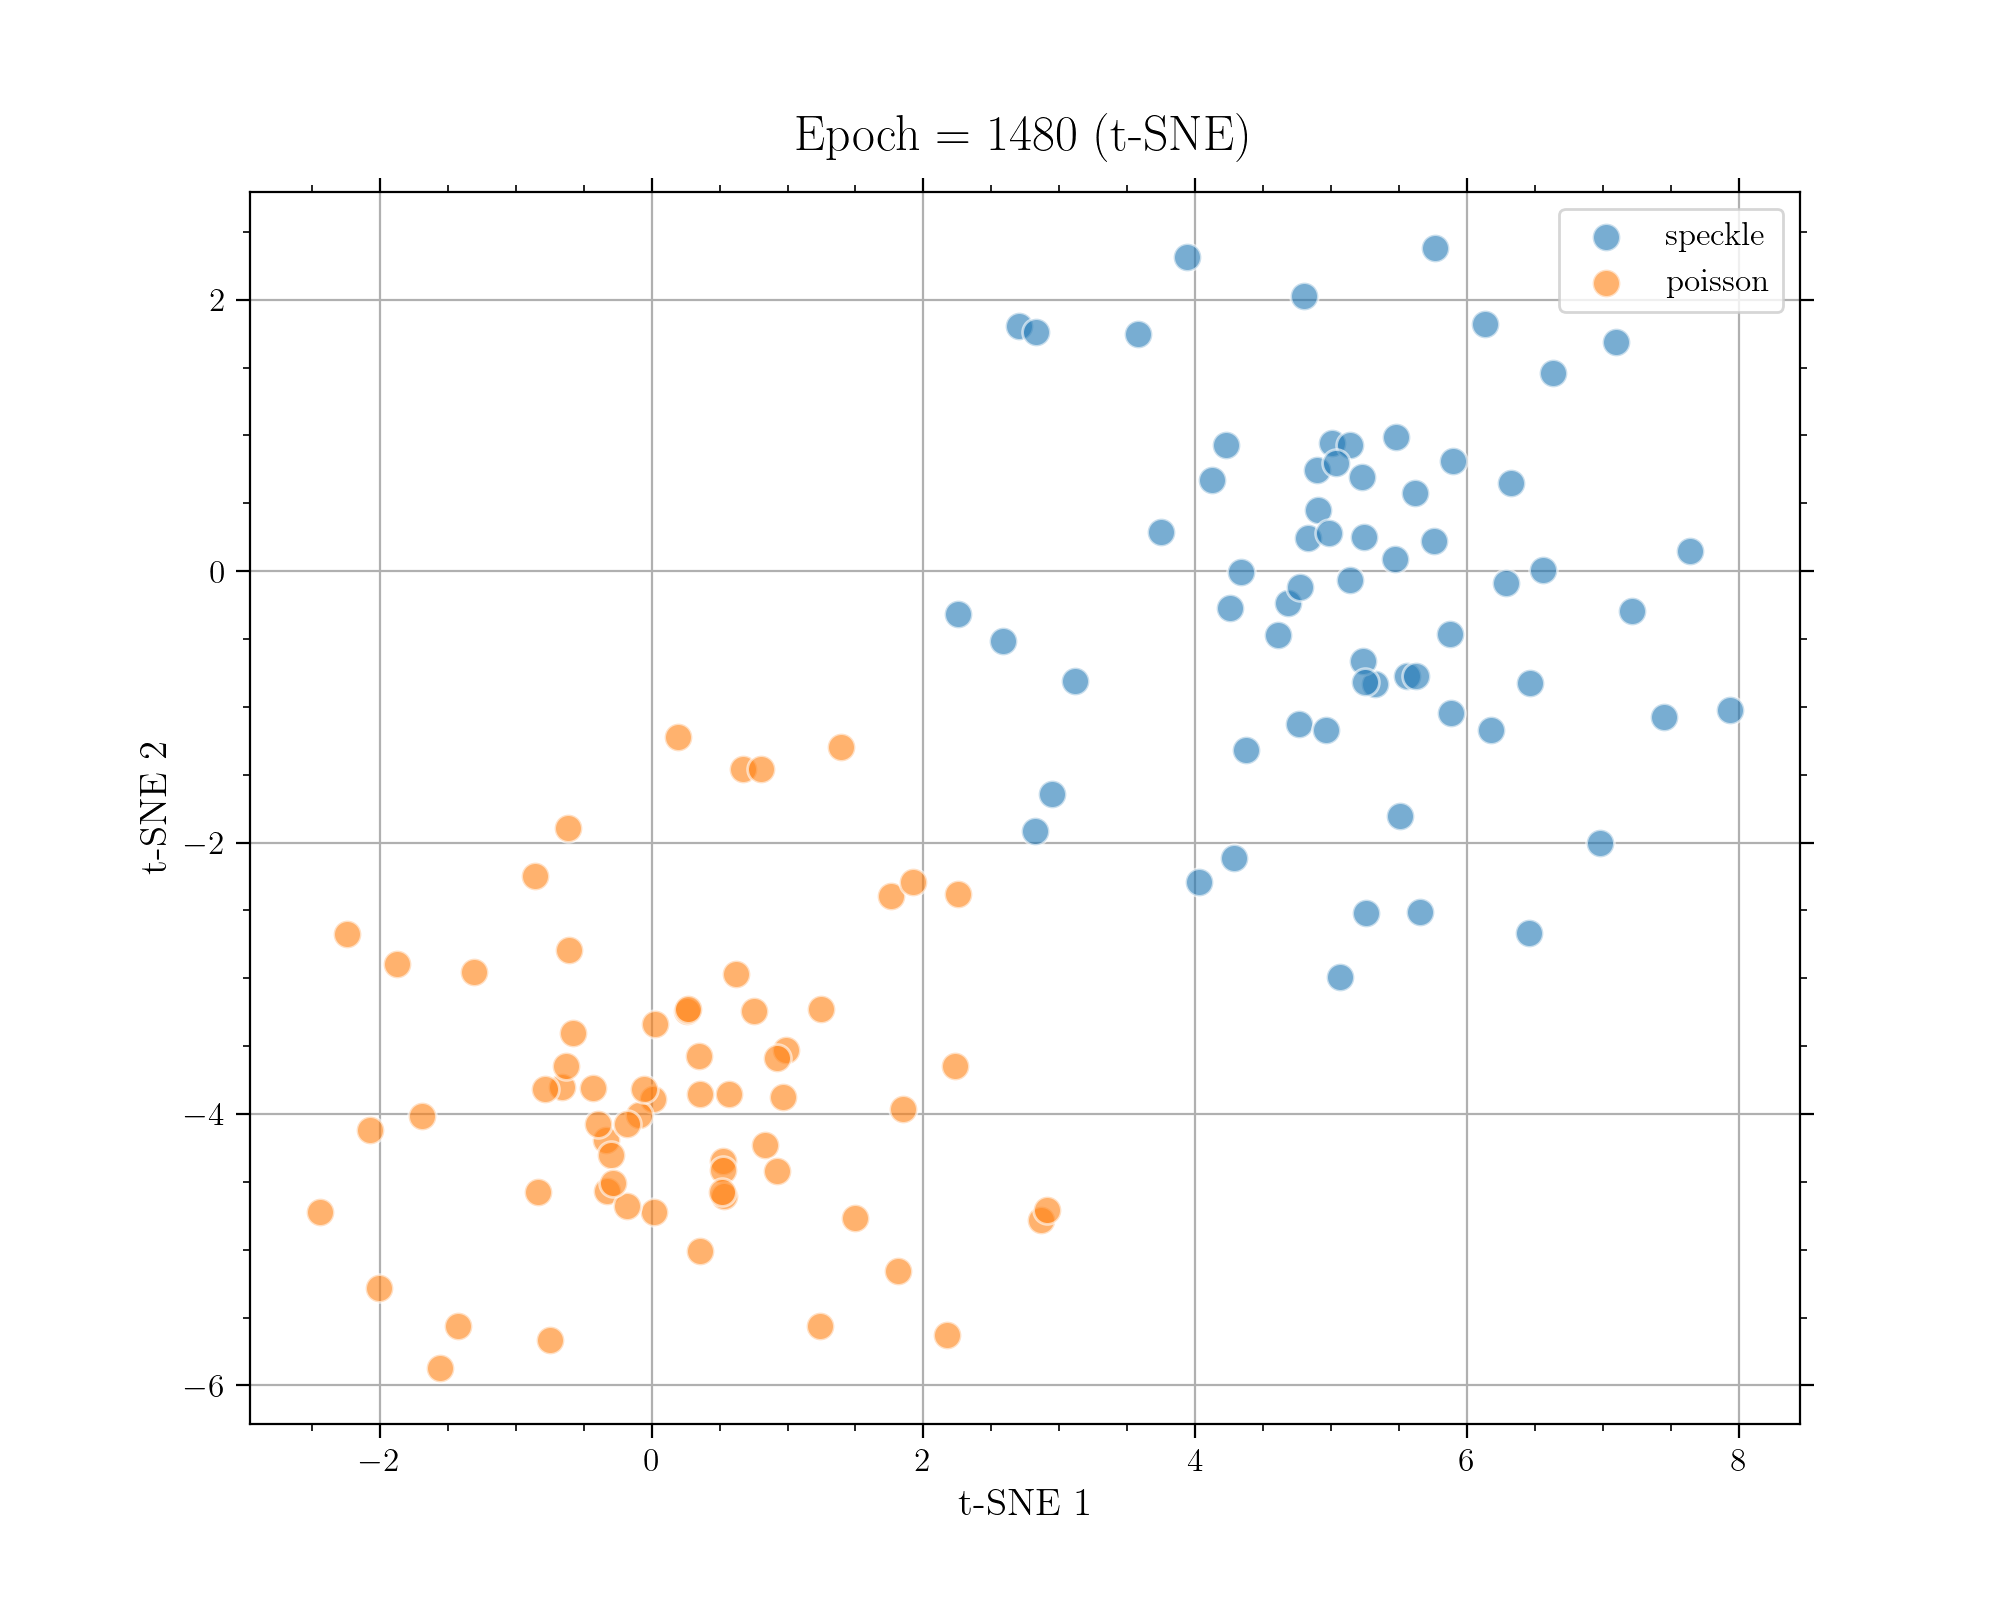 Epoch = 1480 (t-SNE)
speckle
poisson
2
0
−2
−4
−6
t-SNE 2
−2 0 2 4 6 8
t-SNE 1